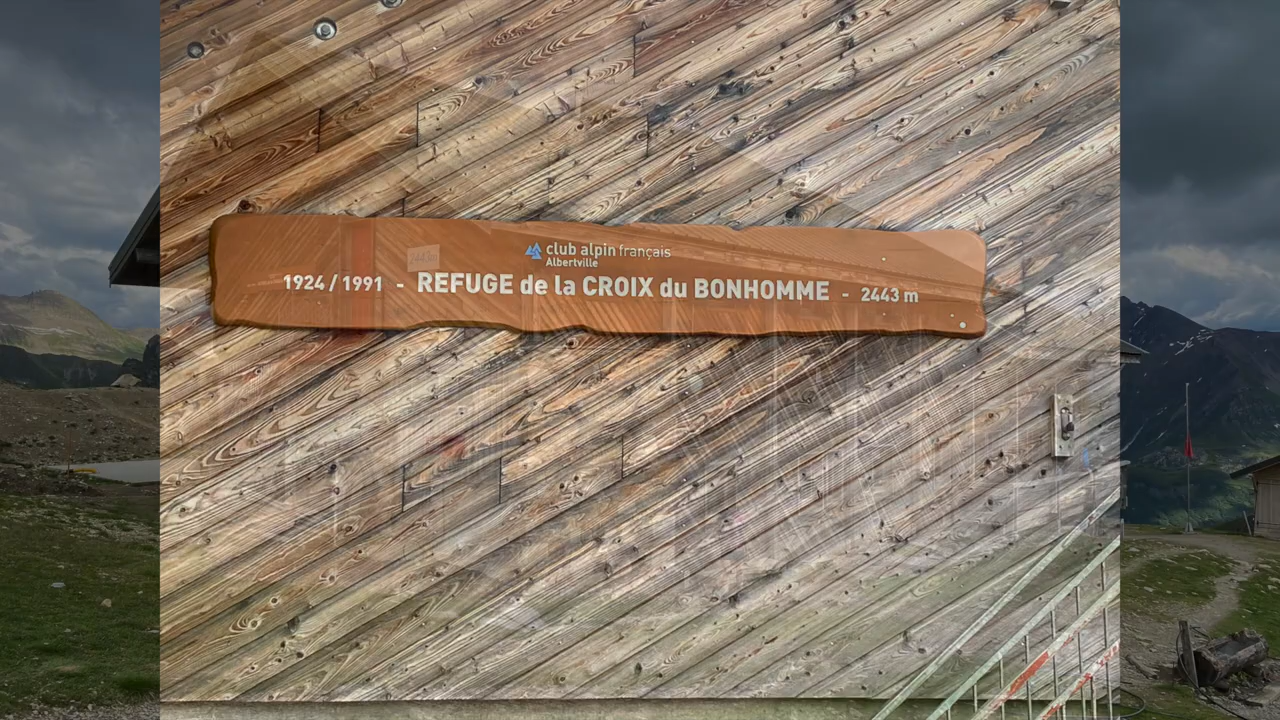 club alpin français
Albertville
1924 / 1991 - REFUGE de la CROIX du BONHOMME - 2443 m